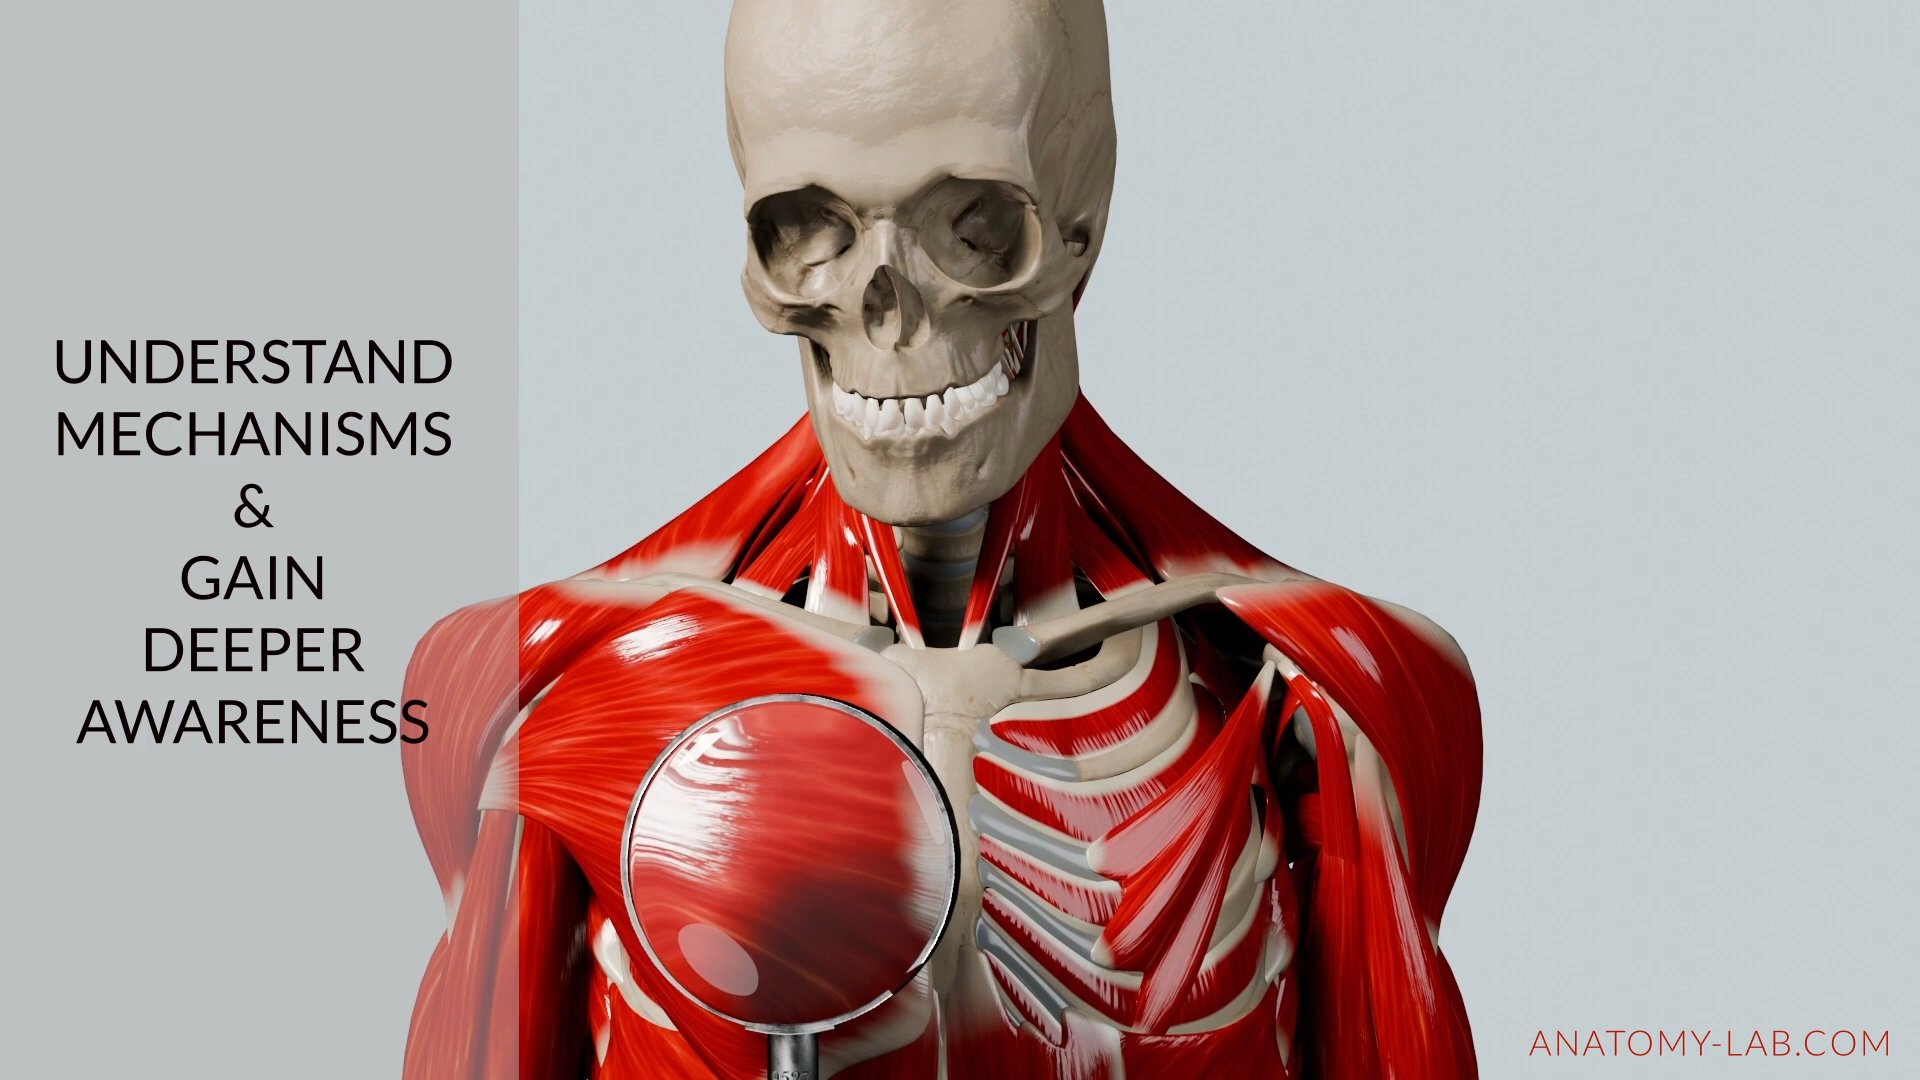 UNDERSTAND
MECHANISMS
&
GAIN
DEEPER
AWARENESS
ANATOMY-LAB.COM